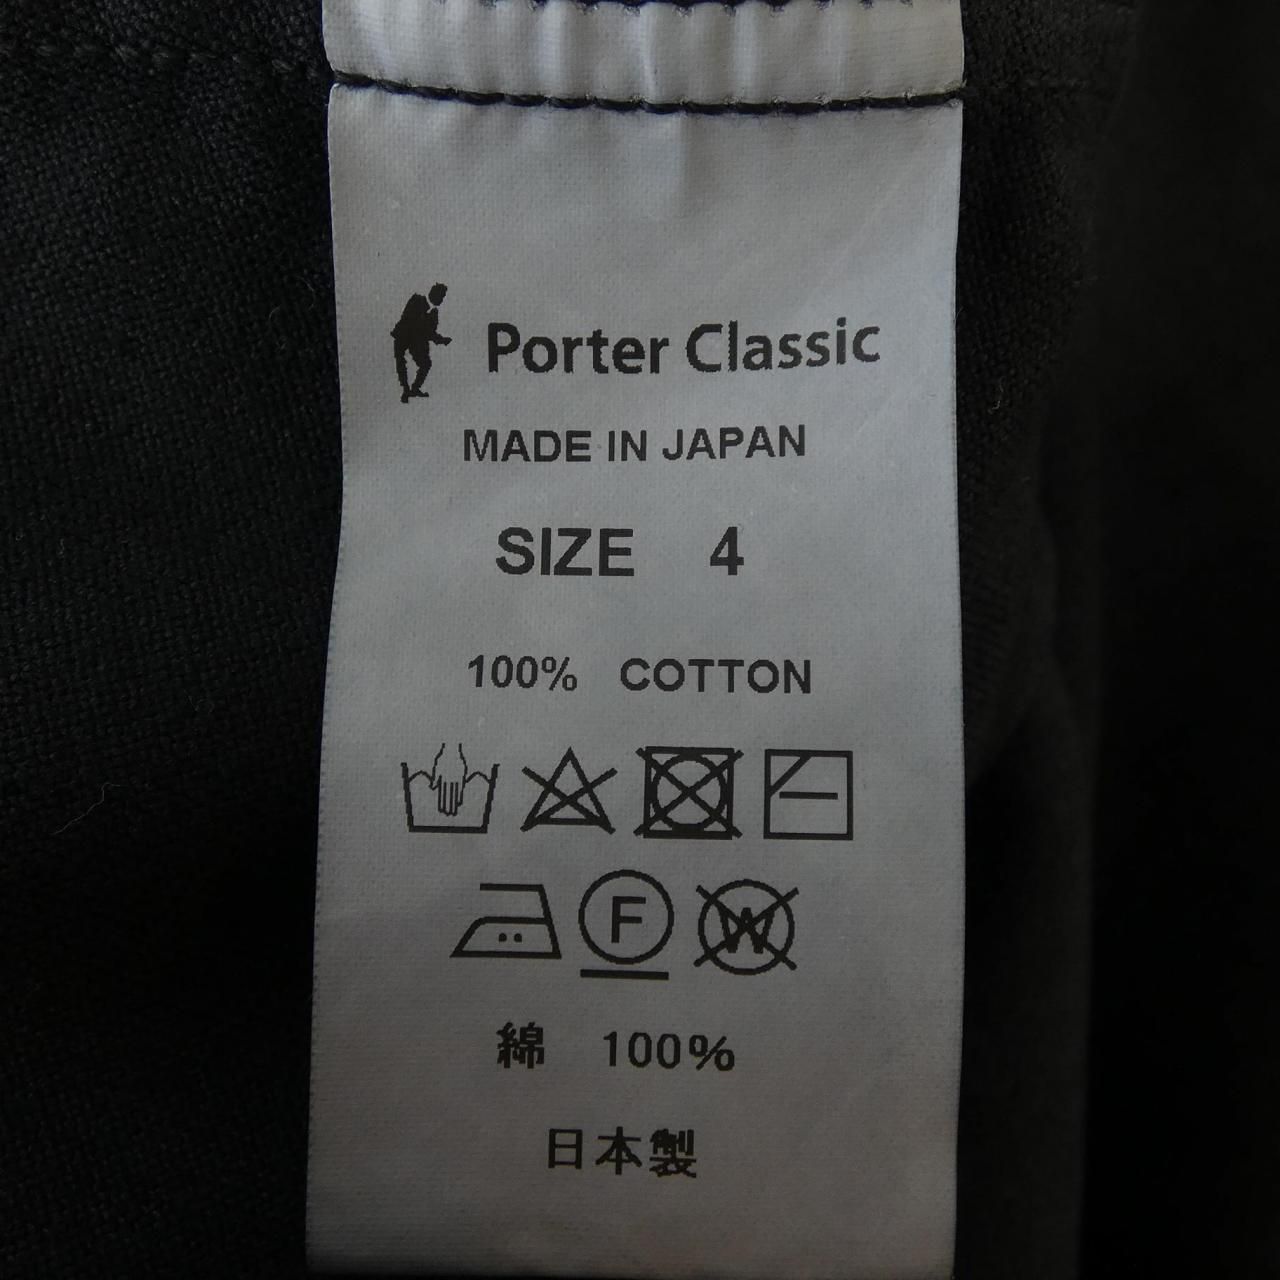 Porter Classic
MADE IN JAPAN
SIZE 4
100% COTTON
F W
綿 100%
日本製